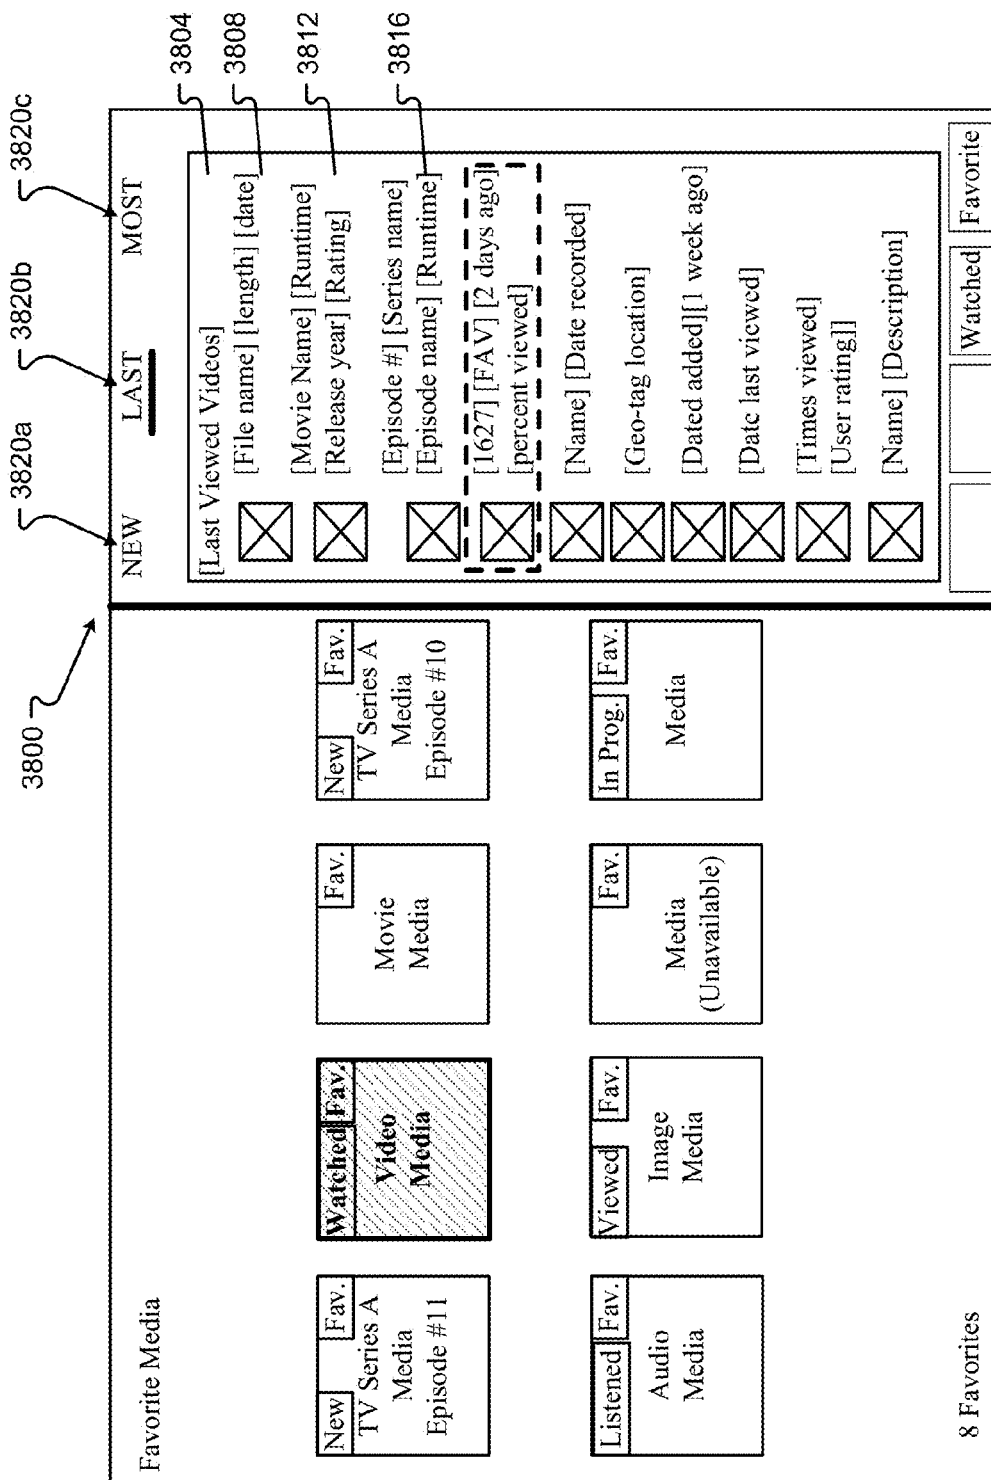 3800
3820a
3820b
3820c
Favorite Media
NEW
LAST
MOST
[Last Viewed Videos]
3804
[File name] [length] [date]
3808
[Movie Name] [Runtime]
[Release year] [Rating]
3812
[Episode #] [Series name]
[Episode name] [Runtime]
3816
[1627] [FAV] [2 days ago]
[percent viewed]
[Name] [Date recorded]
[Geo-tag location]
[Dated added][1 week ago]
[Date last viewed]
[Times viewed]
[User rating]]
[Name] [Description]
Watched
Favorite
New
Fav.
TV Series A
Media
Episode #11
Watched
Fav.
Video
Media
Fav.
Movie
Media
New
Fav.
TV Series A
Media
Episode #10
Listened
Fav.
Audio
Media
Viewed
Fav.
Image
Media
Fav.
Media
(Unavailable)
In Prog.
Fav.
Media
8 Favorites